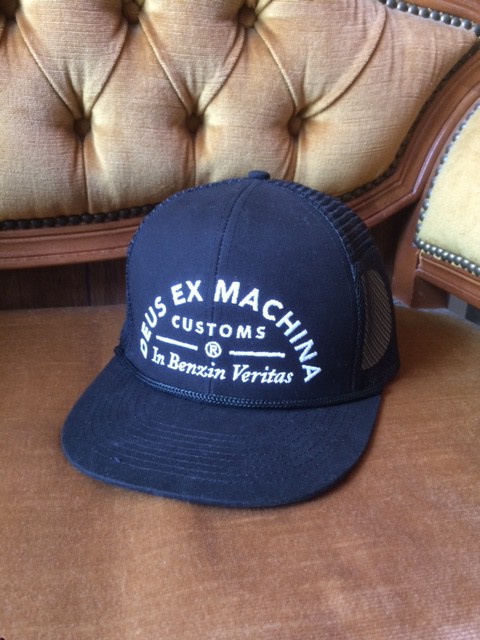 DEUS EX MACHINA
CUSTOMS
®
In Benzin Veritas